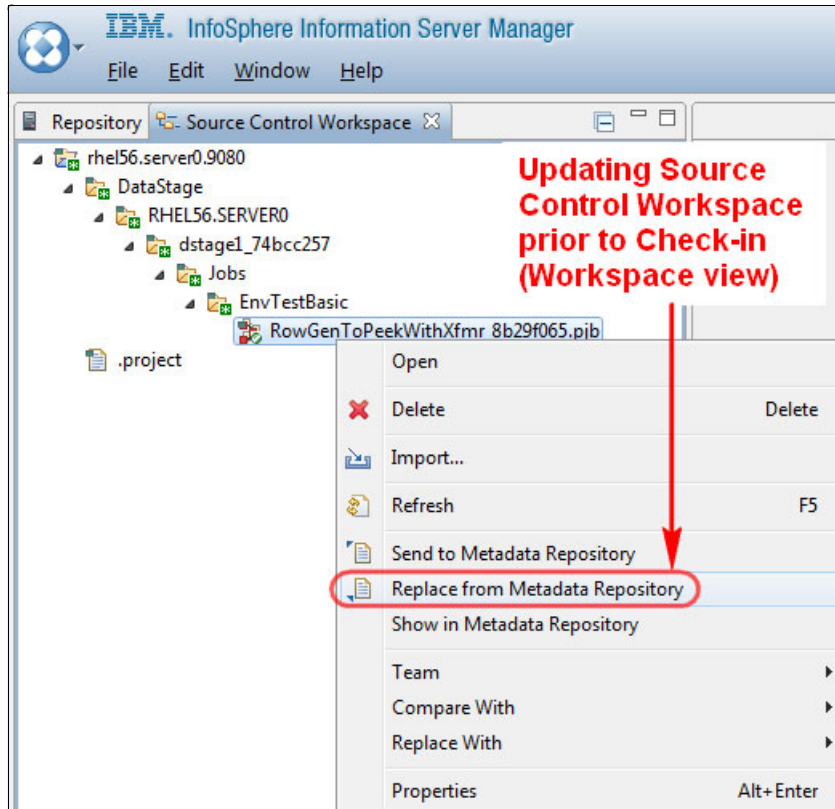 IBM. InfoSphere Information Server Manager
File Edit Window Help
Repository Source Control Workspace
rhel56.server0.9080
DataStage
RHEL56.SERVER0
dstage1_74bcc257
Jobs
EnvTestBasic
RowGenToPeekWithXfmr_8b29f065.pjb
.project
Updating Source
Control Workspace
prior to Check-in
(Workspace view)
Open
Delete Delete
Import...
Refresh F5
Send to Metadata Repository
Replace from Metadata Repository
Show in Metadata Repository
Team
Compare With
Replace With
Properties Alt+Enter